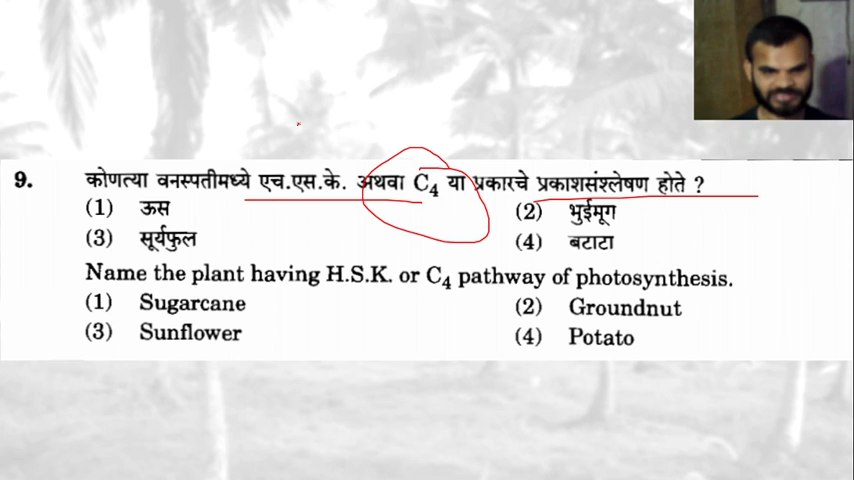 9. कोणत्या वनस्पतीमध्ये एच.एस.के. अथवा C₄ या प्रकारचे प्रकाशसंश्लेषण होते ?
(1) ऊस (2) भुईमूग
(3) सूर्यफुल (4) बटाटा
Name the plant having H.S.K. or C₄ pathway of photosynthesis.
(1) Sugarcane (2) Groundnut
(3) Sunflower (4) Potato